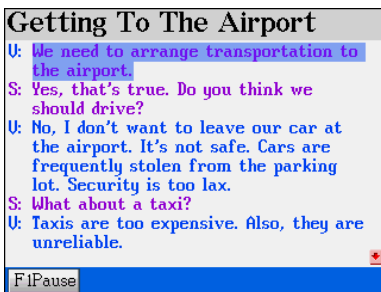 Getting To The Airport
V: We need to arrange transportation to
the airport.
S: Yes, that's true. Do you think we
should drive?
V: No, I don't want to leave our car at
the airport. It's not safe. Cars are
frequently stolen from the parking
lot. Security is too lax.
S: What about a taxi?
V: Taxis are too expensive. Also, they are
unreliable.
F1Pause